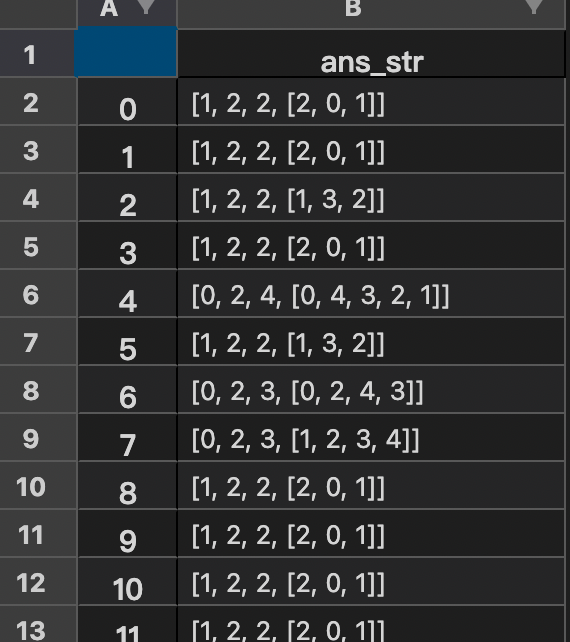 A B
1 ans_str
2 0 [1, 2, 2, [2, 0, 1]]
3 1 [1, 2, 2, [2, 0, 1]]
4 2 [1, 2, 2, [1, 3, 2]]
5 3 [1, 2, 2, [2, 0, 1]]
6 4 [0, 2, 4, [0, 4, 3, 2, 1]]
7 5 [1, 2, 2, [1, 3, 2]]
8 6 [0, 2, 3, [0, 2, 4, 3]]
9 7 [0, 2, 3, [1, 2, 3, 4]]
10 8 [1, 2, 2, [2, 0, 1]]
11 9 [1, 2, 2, [2, 0, 1]]
12 10 [1, 2, 2, [2, 0, 1]]
13 11 [1, 2, 2, [2, 0, 1]]